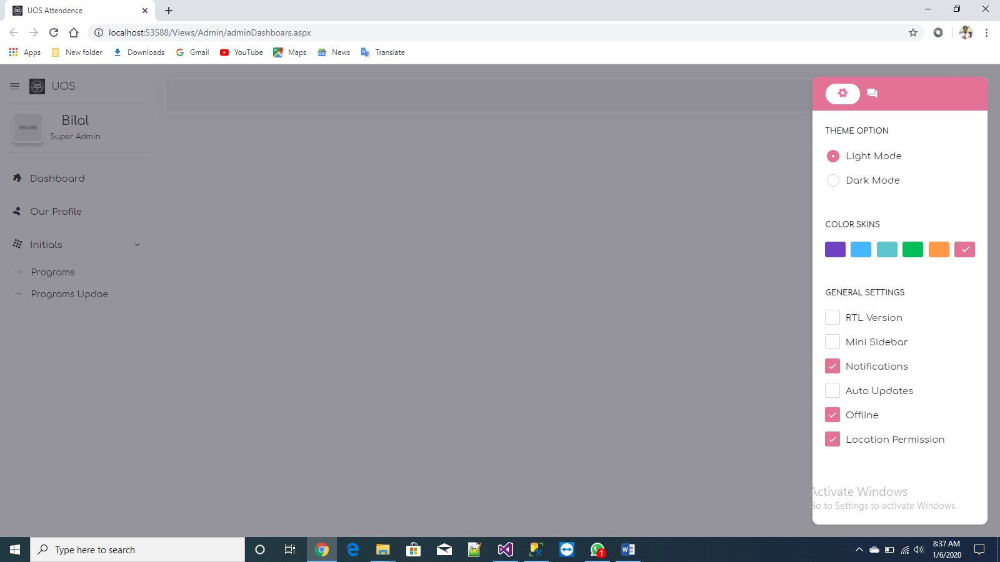 UOS Attendence
localhost:53588/Views/Admin/adminDashboars.aspx
Apps New folder Downloads Gmail YouTube Maps News Translate
UOS
180x180
Bilal
Super Admin
Dashboard
Our Profile
Initials
Programs
Programs Updae
THEME OPTION
Light Mode
Dark Mode
COLOR SKINS
GENERAL SETTINGS
RTL Version
Mini Sidebar
Notifications
Auto Updates
Offline
Location Permission
Activate Windows
Go to Settings to activate Windows.
Type here to search
1
8:37 AM
1/6/2020